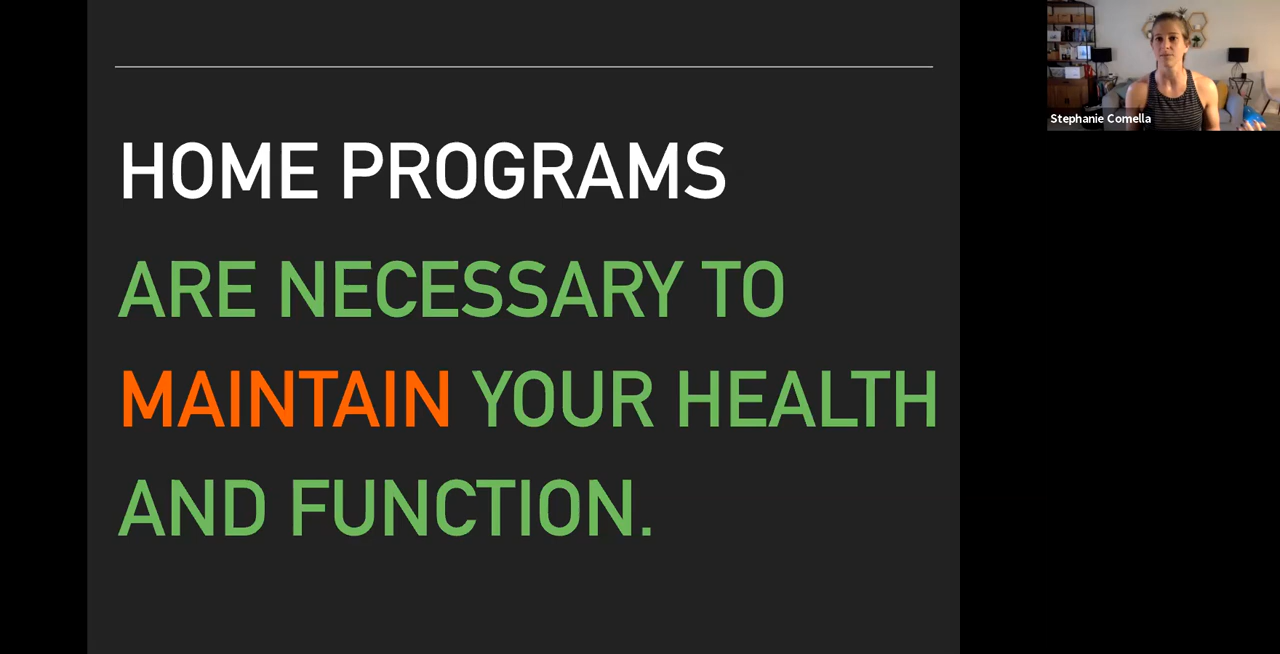 HOME PROGRAMS
ARE NECESSARY TO
MAINTAIN YOUR HEALTH
AND FUNCTION.
Stephanie Comella